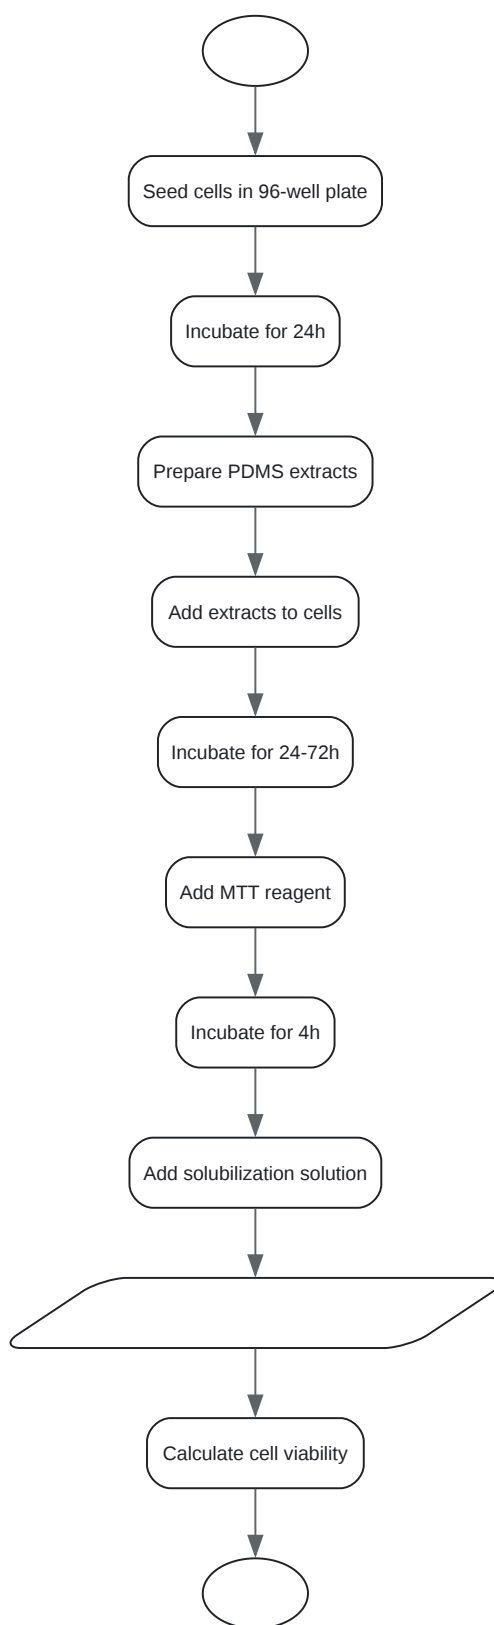 Seed cells in 96-well plate
Incubate for 24h
Prepare PDMS extracts
Add extracts to cells
Incubate for 24-72h
Add MTT reagent
Incubate for 4h
Add solubilization solution
Calculate cell viability